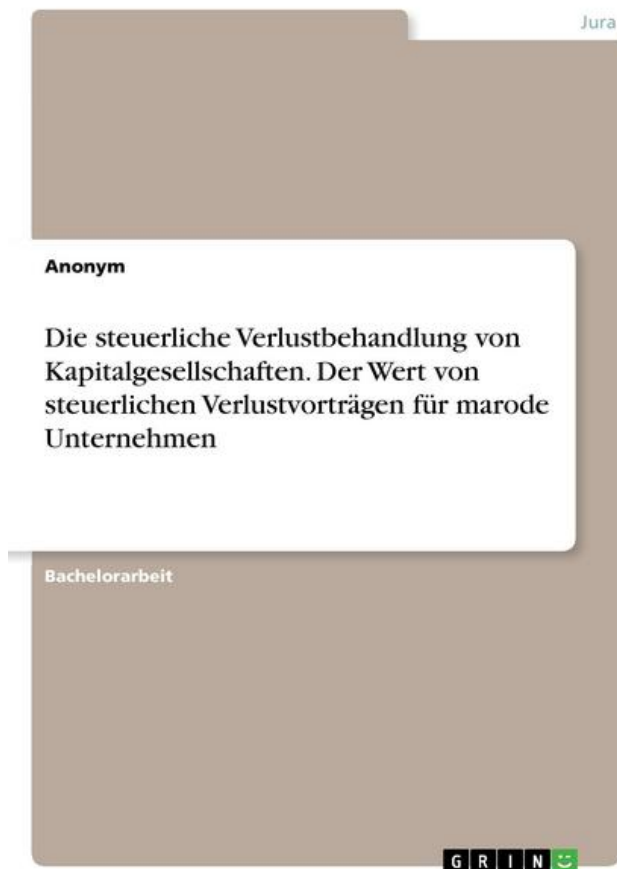 Jura
Anonym
Die steuerliche Verlustbehandlung von
Kapitalgesellschaften. Der Wert von
steuerlichen Verlustvorträgen für marode
Unternehmen
Bachelorarbeit
GRIN